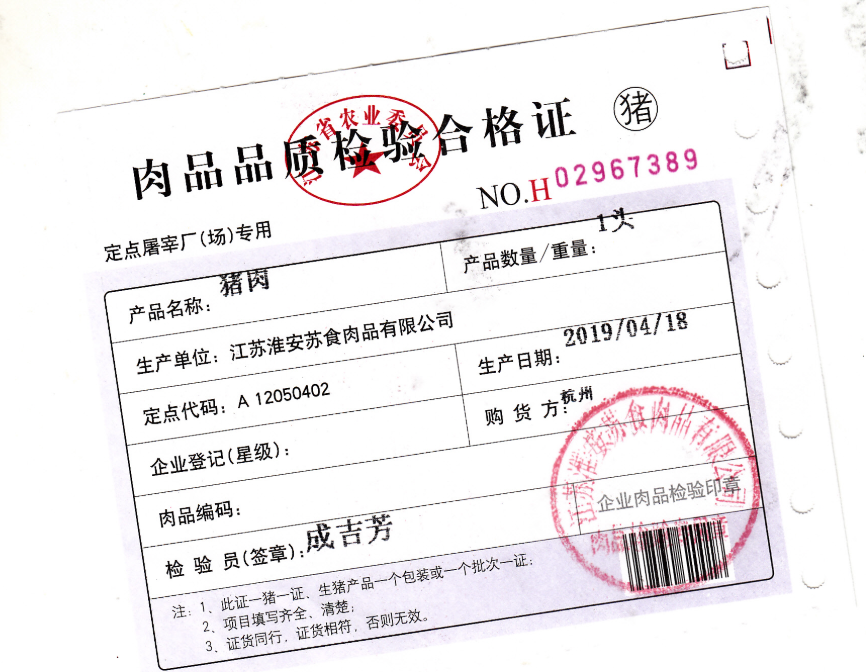 肉品品质检验合格证 猪
江苏省农业委员会
NO.H02967389
定点屠宰厂(场)专用
产品名称: 猪肉 产品数量/重量: 1头
生产单位: 江苏淮安苏食肉品有限公司 生产日期: 2019/04/18
定点代码: A 12050402 购货方: 杭州
企业登记(星级):
肉品编码:
检验员(签章): 成吉芳
江苏淮安苏食肉品有限公司
企业肉品检验印章
注: 1、此证一猪一证、生猪产品一个包装或一个批次一证;
2、项目填写齐全、清楚;
3、证货同行,证货相符,否则无效。